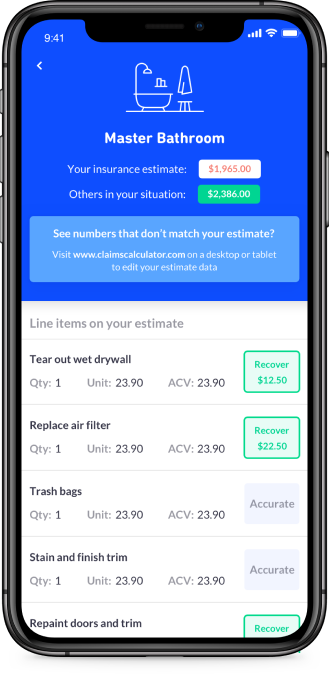 9:41
Master Bathroom
Your insurance estimate: $1,965.00
Others in your situation: $2,386.00
See numbers that don't match your estimate?
Visit www.claimscalculator.com on a desktop or tablet
to edit your estimate data
Line items on your estimate
Tear out wet drywall
Qty: 1 Unit: 23.90 ACV: 23.90
Recover
$12.50
Replace air filter
Qty: 1 Unit: 23.90 ACV: 23.90
Recover
$22.50
Trash bags
Qty: 1 Unit: 23.90 ACV: 23.90
Accurate
Stain and finish trim
Qty: 1 Unit: 23.90 ACV: 23.90
Accurate
Repaint doors and trim
Recover